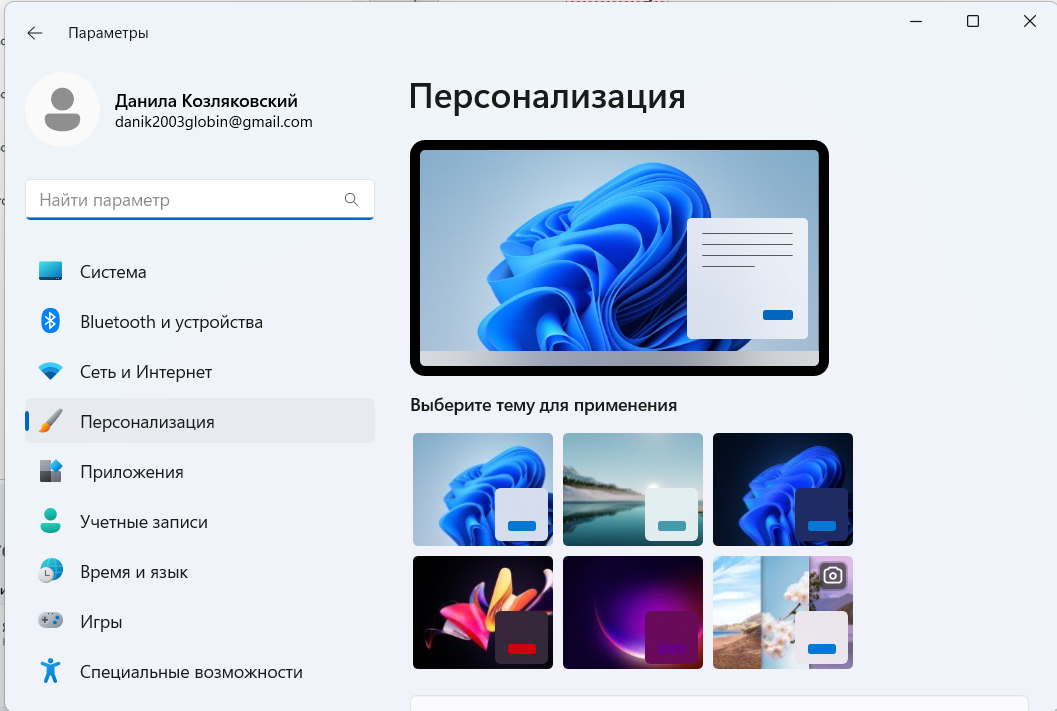 Параметры
Данила Козляковский
danik2003globin@gmail.com
Найти параметр
Система
Bluetooth и устройства
Сеть и Интернет
Персонализация
Приложения
Учетные записи
Время и язык
Игры
Специальные возможности
Персонализация
Выберите тему для применения